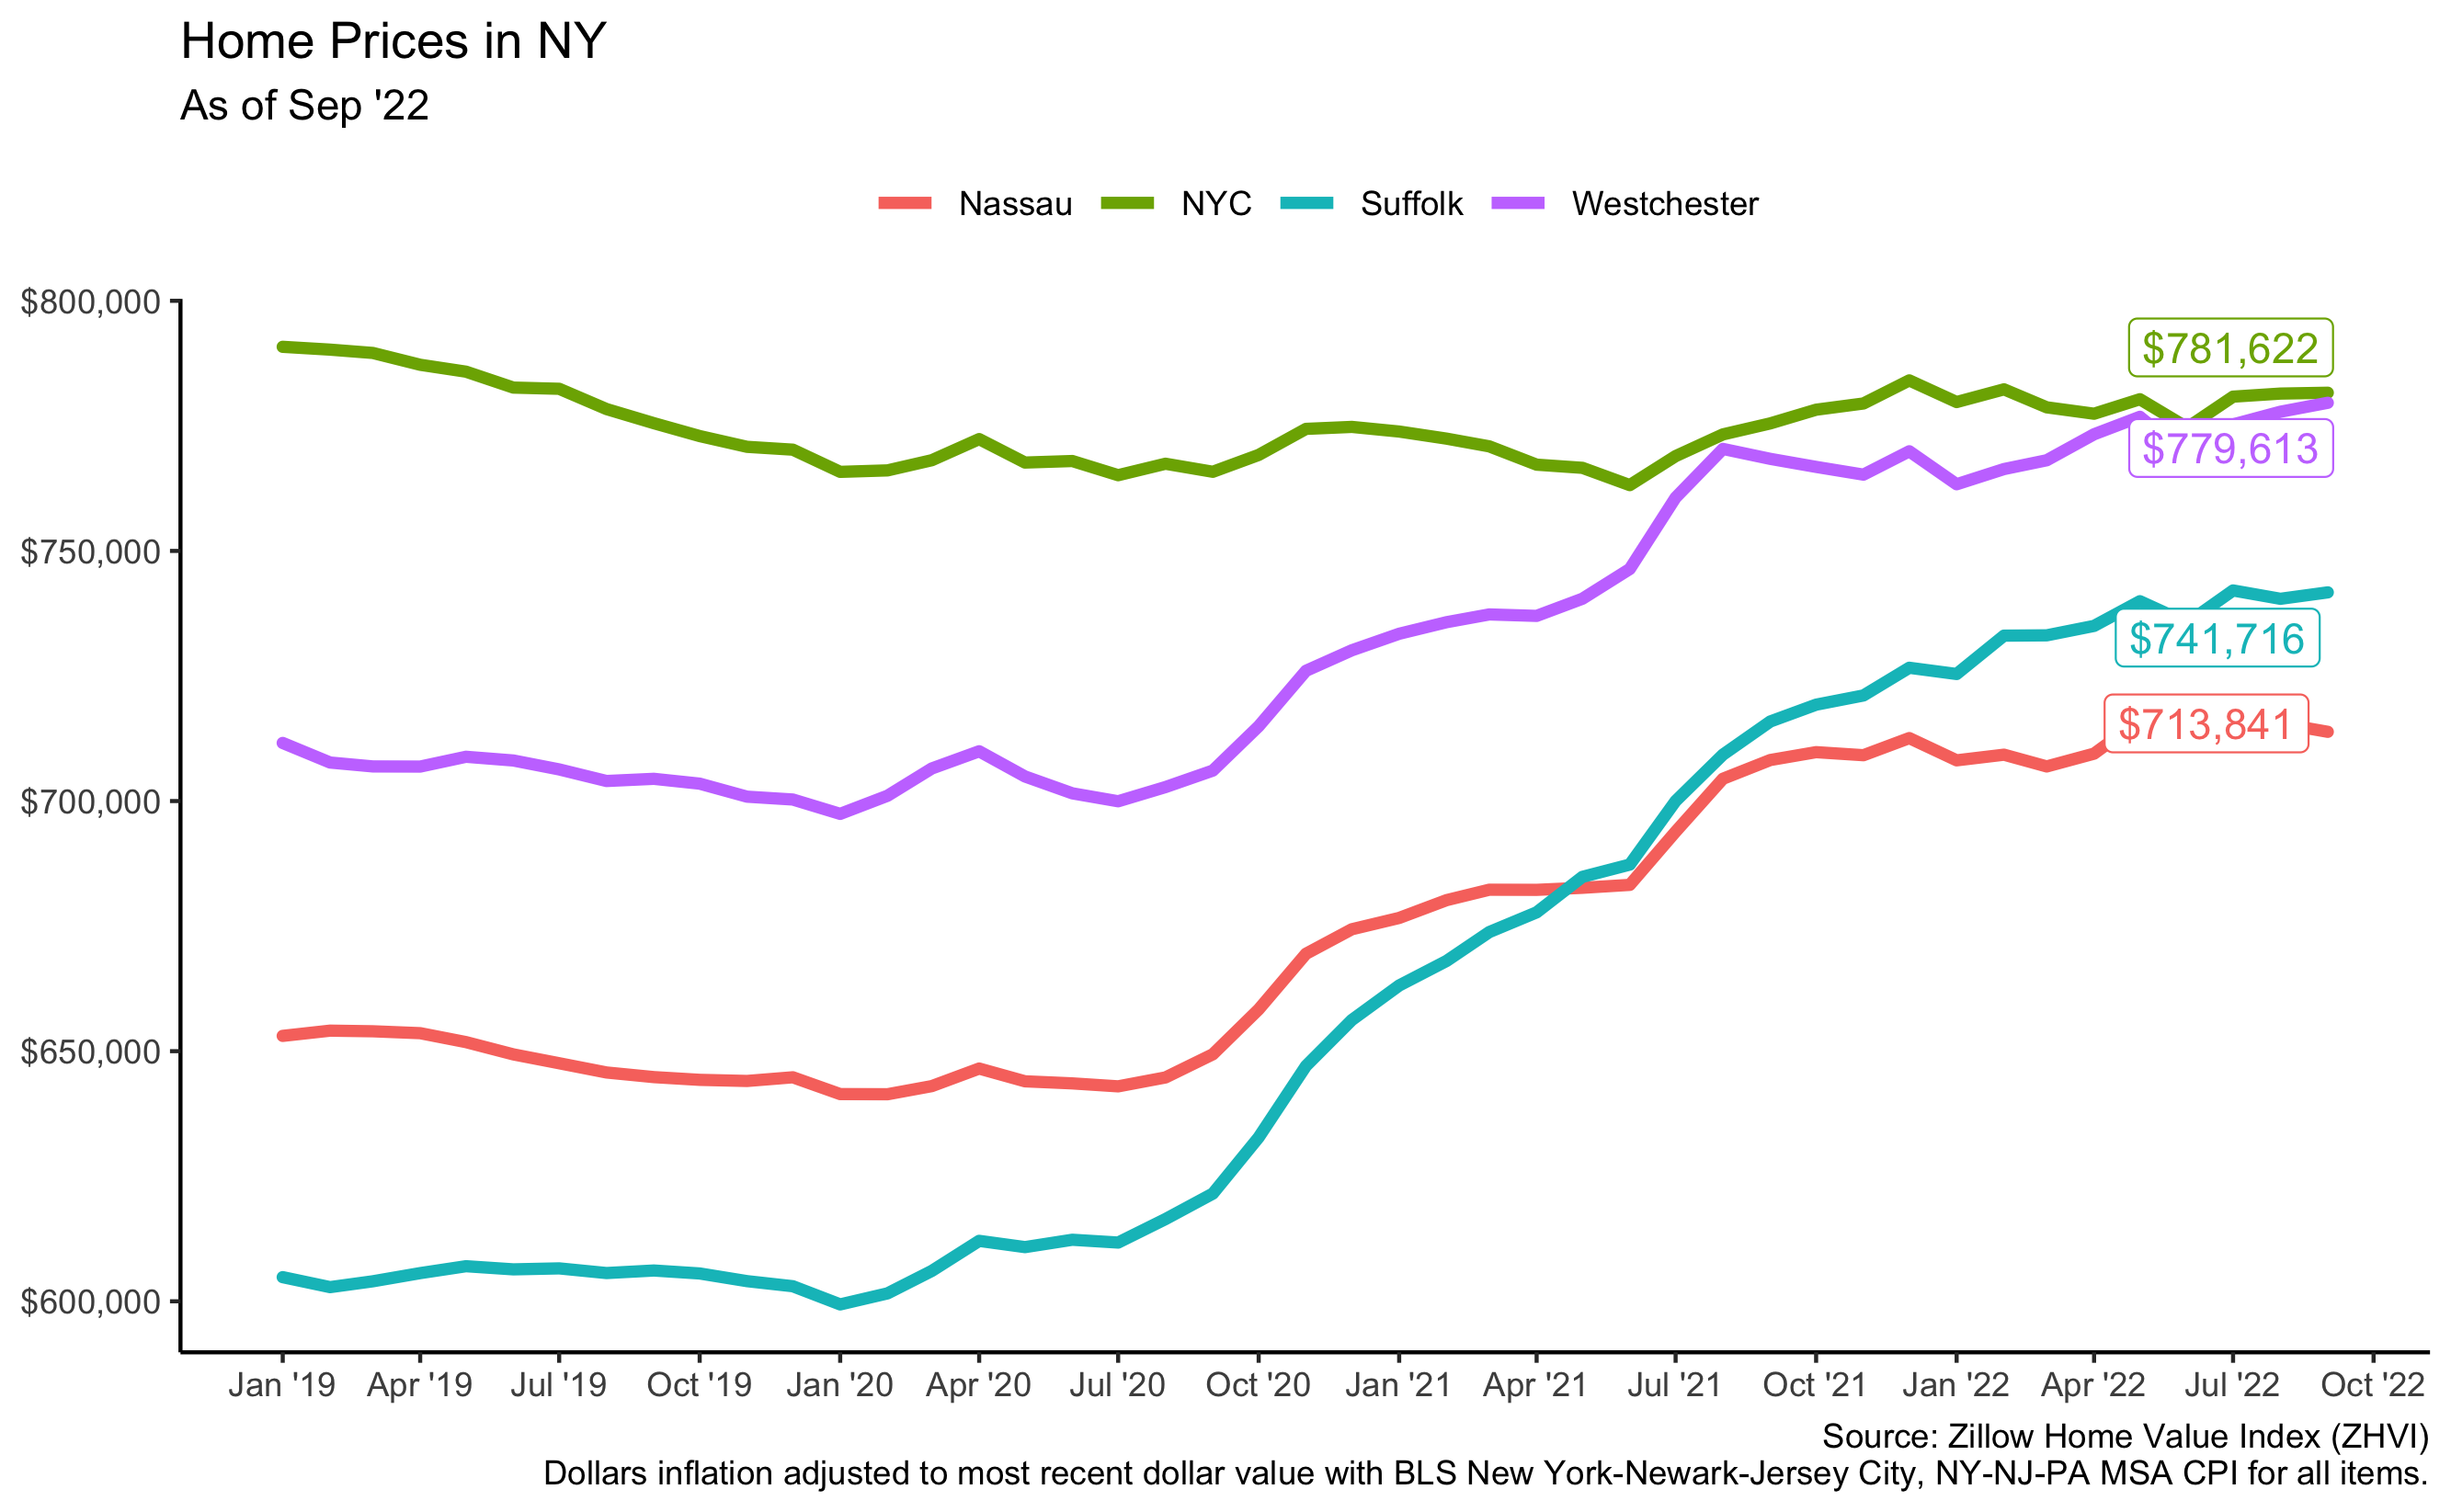 Home Prices in NY
As of Sep '22
Nassau NYC Suffolk Westchester
$800,000
$750,000
$700,000
$650,000
$600,000
$781,622
$779,613
$741,716
$713,841
Jan '19 Apr '19 Jul '19 Oct '19 Jan '20 Apr '20 Jul '20 Oct '20 Jan '21 Apr '21 Jul '21 Oct '21 Jan '22 Apr '22 Jul '22 Oct '22
Source: Zillow Home Value Index (ZHVI)
Dollars inflation adjusted to most recent dollar value with BLS New York-Newark-Jersey City, NY-NJ-PA MSA CPI for all items.